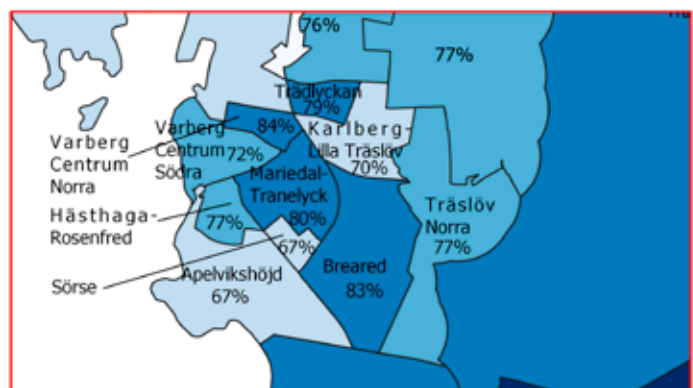 76%
77%
Trädlyckan
79%
Varberg
Centrum
Norra
84%
Varberg
Centrum
Södra
72%
Karlberg-
Lilla Träslöv
70%
Mariedal-
Tranelyck
80%
Hästhaga-
Rosenfred
77%
Träslöv
Norra
77%
Sörse
67%
Apelvikshöjd
67%
Breared
83%